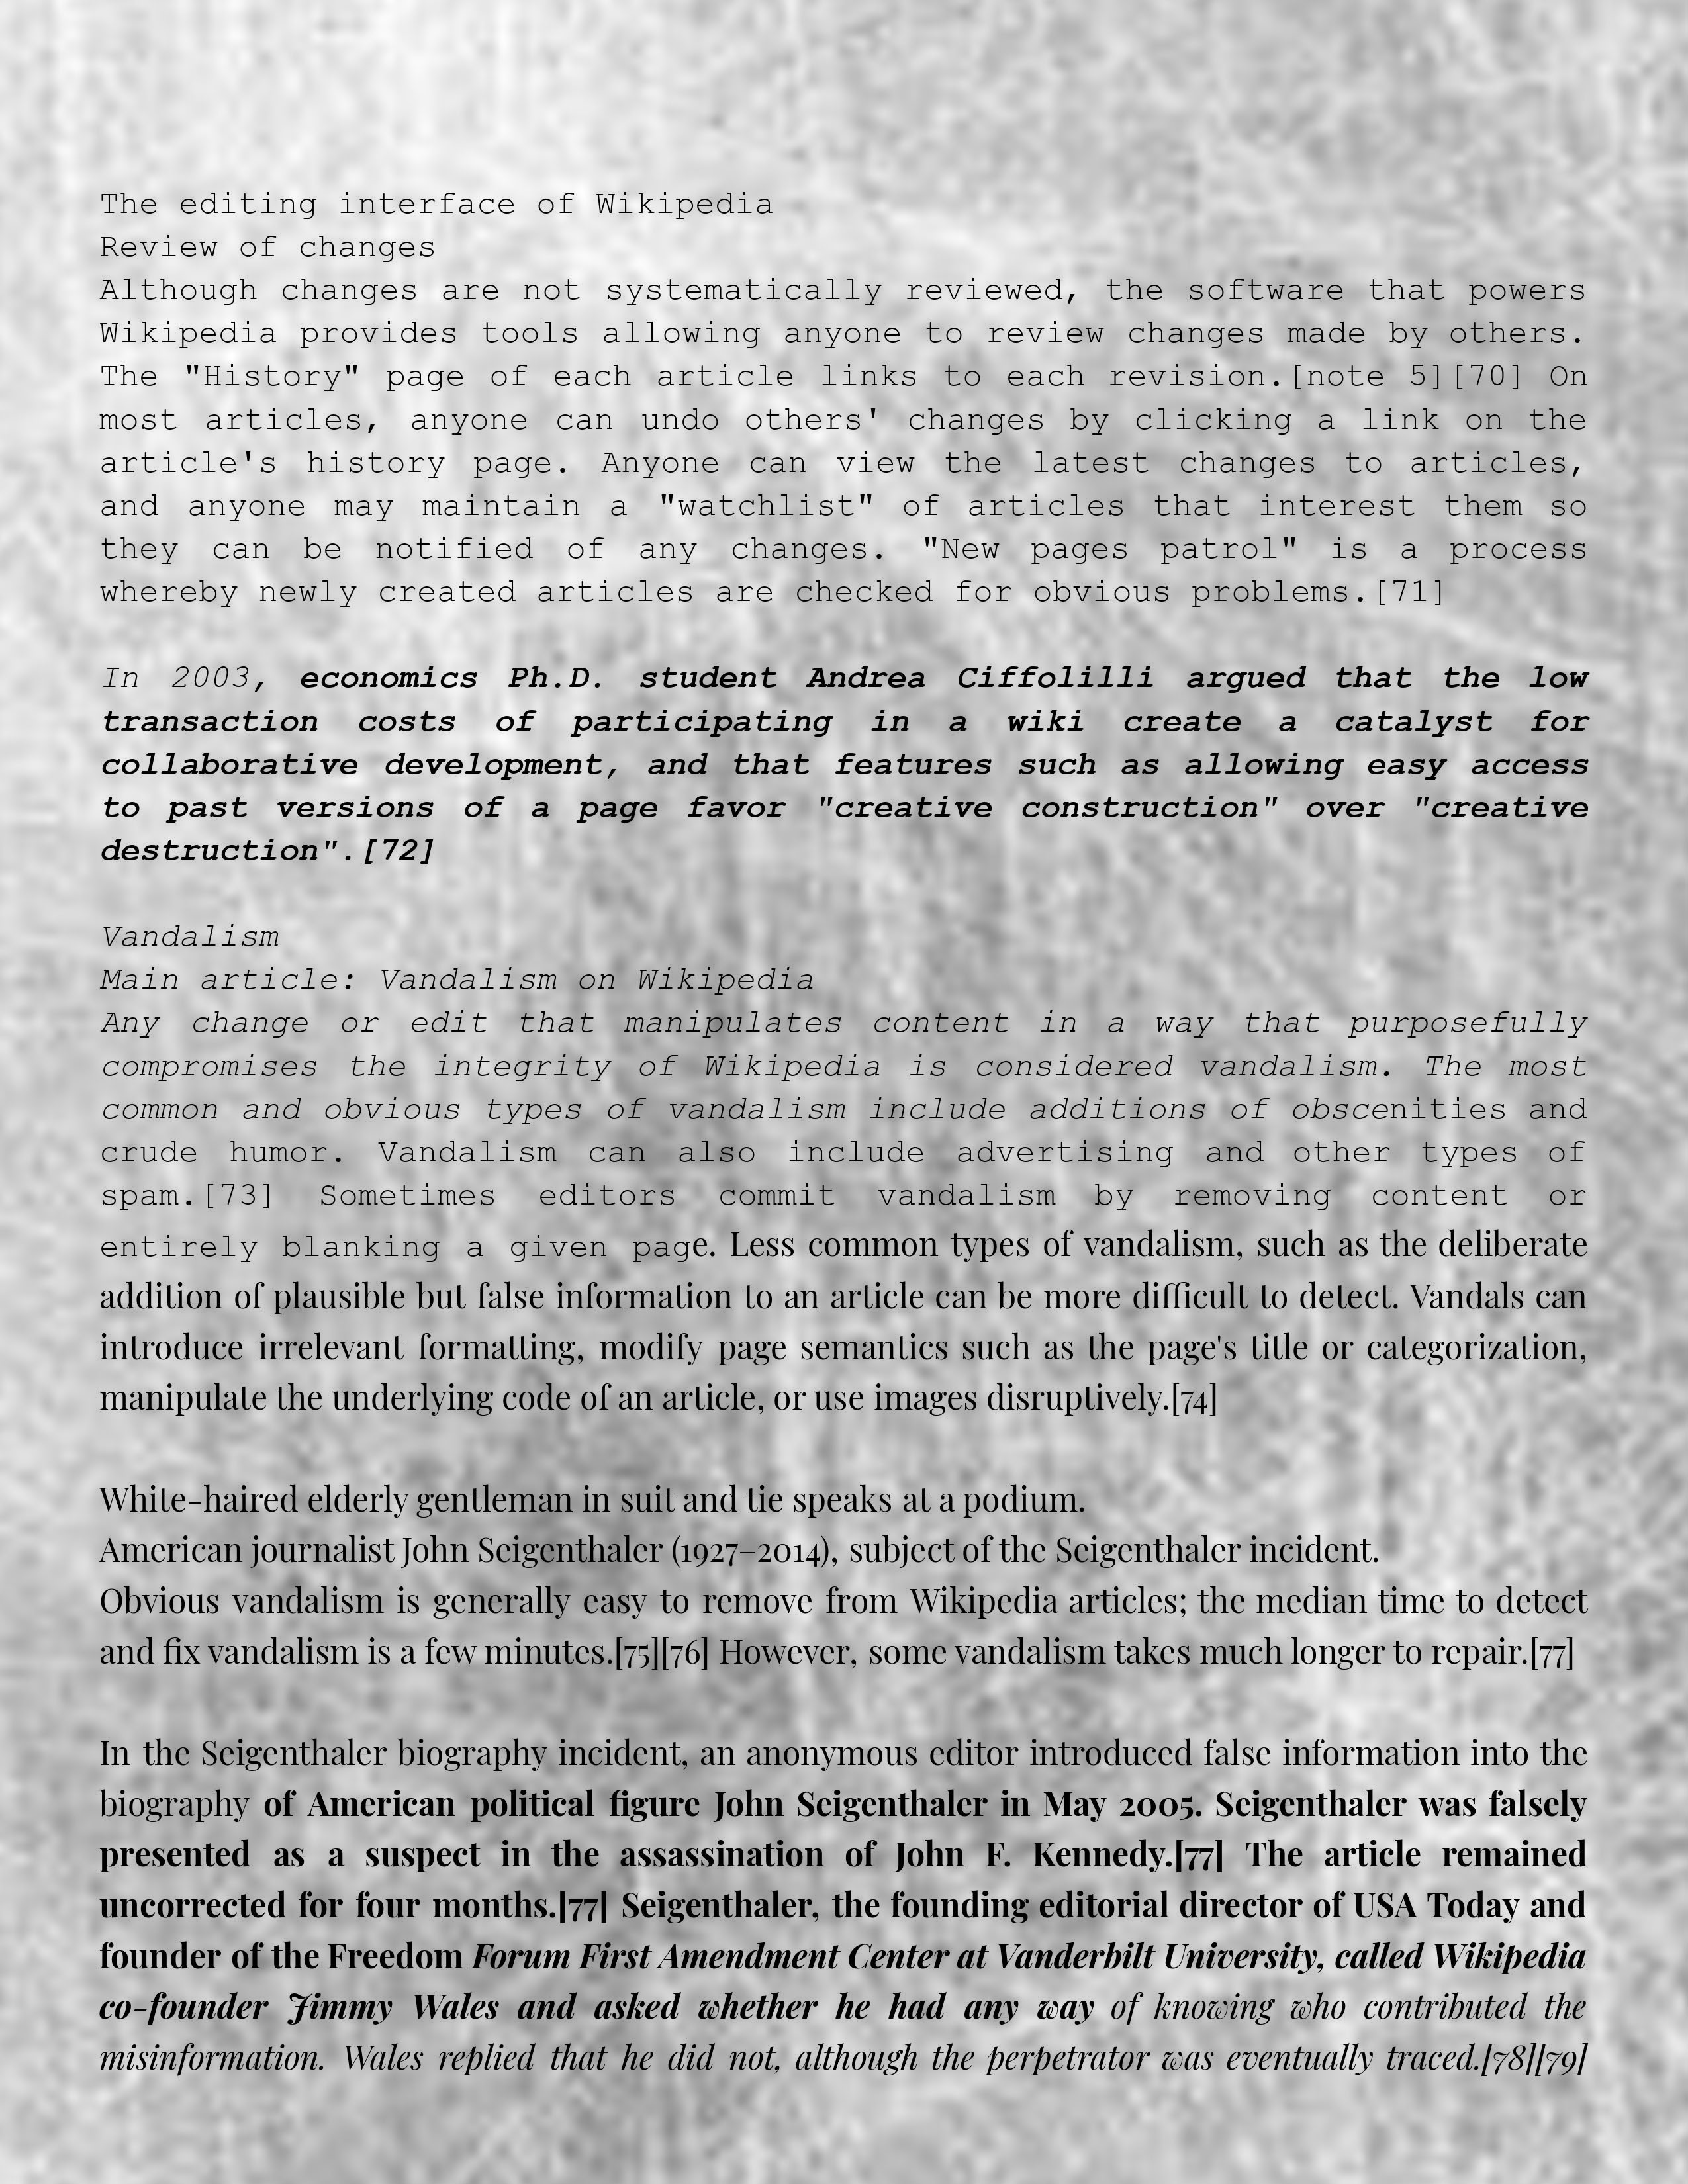 The editing interface of Wikipedia
Review of changes
Although changes are not systematically reviewed, the software that powers
Wikipedia provides tools allowing anyone to review changes made by others.
The "History" page of each article links to each revision.[note 5][70] On
most articles, anyone can undo others' changes by clicking a link on the
article's history page. Anyone can view the latest changes to articles,
and anyone may maintain a "watchlist" of articles that interest them so
they can be notified of any changes. "New pages patrol" is a process
whereby newly created articles are checked for obvious problems.[71]
In 2003, economics Ph.D. student Andrea Ciffolilli argued that the low
transaction costs of participating in a wiki create a catalyst for
collaborative development, and that features such as allowing easy access
to past versions of a page favor "creative construction" over "creative
destruction".[72]
Vandalism
Main article: Vandalism on Wikipedia
Any change or edit that manipulates content in a way that purposefully
compromises the integrity of Wikipedia is considered vandalism. The most
common and obvious types of vandalism include additions of obscenities and
crude humor. Vandalism can also include advertising and other types of
spam.[73] Sometimes editors commit vandalism by removing content or
entirely blanking a given page. Less common types of vandalism, such as the deliberate
addition of plausible but false information to an article can be more difficult to detect. Vandals can
introduce irrelevant formatting, modify page semantics such as the page's title or categorization,
manipulate the underlying code of an article, or use images disruptively.[74]
White-haired elderly gentleman in suit and tie speaks at a podium.
American journalist John Seigenthaler (1927–2014), subject of the Seigenthaler incident.
Obvious vandalism is generally easy to remove from Wikipedia articles; the median time to detect
and fix vandalism is a few minutes.[75][76] However, some vandalism takes much longer to repair.[77]
In the Seigenthaler biography incident, an anonymous editor introduced false information into the
biography of American political figure John Seigenthaler in May 2005. Seigenthaler was falsely
presented as a suspect in the assassination of John F. Kennedy.[77] The article remained
uncorrected for four months.[77] Seigenthaler, the founding editorial director of USA Today and
founder of the Freedom Forum First Amendment Center at Vanderbilt University, called Wikipedia
co-founder Jimmy Wales and asked whether he had any way of knowing who contributed the
misinformation. Wales replied that he did not, although the perpetrator was eventually traced.[78][79]